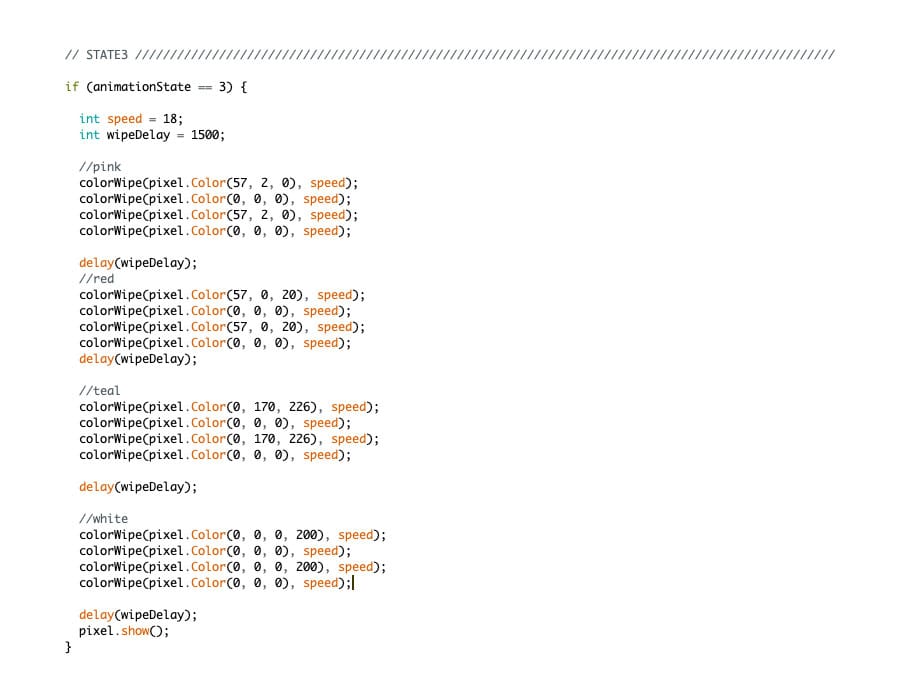 // STATE3 ////////////////////////////////////////////////////////////////////////////////////////////////////
if (animationState == 3) {
int speed = 18;
int wipeDelay = 1500;
//pink
colorWipe(pixel.Color(57, 2, 0), speed);
colorWipe(pixel.Color(0, 0, 0), speed);
colorWipe(pixel.Color(57, 2, 0), speed);
colorWipe(pixel.Color(0, 0, 0), speed);
delay(wipeDelay);
//red
colorWipe(pixel.Color(57, 0, 20), speed);
colorWipe(pixel.Color(0, 0, 0), speed);
colorWipe(pixel.Color(57, 0, 20), speed);
colorWipe(pixel.Color(0, 0, 0), speed);
delay(wipeDelay);
//teal
colorWipe(pixel.Color(0, 170, 226), speed);
colorWipe(pixel.Color(0, 0, 0), speed);
colorWipe(pixel.Color(0, 170, 226), speed);
colorWipe(pixel.Color(0, 0, 0), speed);
delay(wipeDelay);
//white
colorWipe(pixel.Color(0, 0, 0, 200), speed);
colorWipe(pixel.Color(0, 0, 0), speed);
colorWipe(pixel.Color(0, 0, 0, 200), speed);
colorWipe(pixel.Color(0, 0, 0), speed);
delay(wipeDelay);
pixel.show();
}